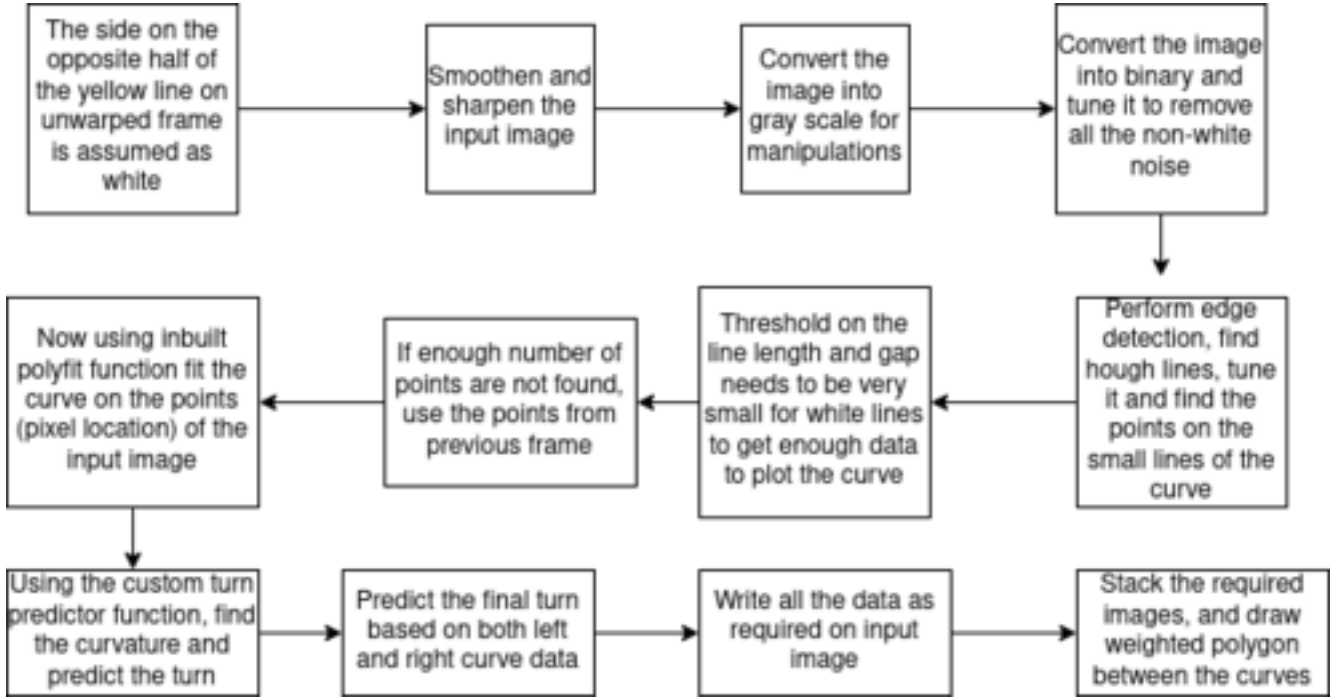 The side on the
opposite half of
the yellow line on
unwarped frame
is assumed as
white
Smoothen and
sharpen the
input image
Convert the
image into
gray scale for
manipulations
Convert the image
into binary and
tune it to remove
all the non-white
noise
Perform edge
detection, find
hough lines, tune
it and find the
points on the
small lines of the
curve
Threshold on the
line length and gap
needs to be very
small for white lines
to get enough data
to plot the curve
If enough number of
points are not found,
use the points from
previous frame
Now using inbuilt
polyfit function fit the
curve on the points
(pixel location) of the
input image
Using the custom turn
predictor function, find
the curvature and
predict the turn
Predict the final turn
based on both left
and right curve data
Write all the data as
required on input
image
Stack the required
images, and draw
weighted polygon
between the curves